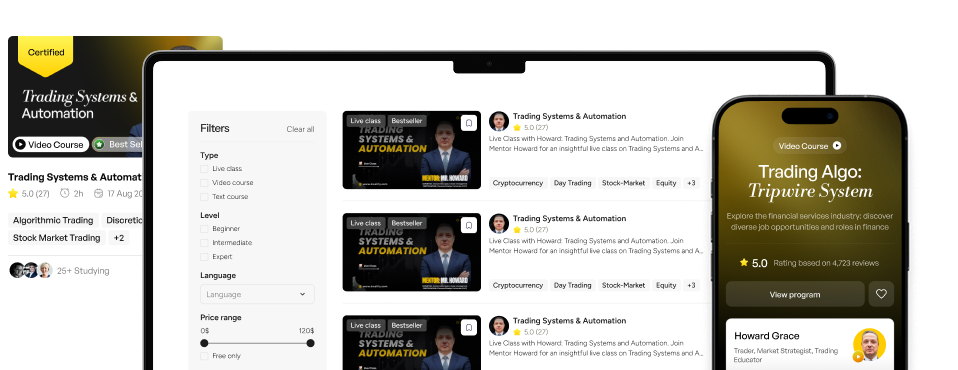 Certified
Trading Systems &
Automation
Video Course
Best Sel
Trading Systems & Automat
5.0 (27)
2h
17 Aug 20
Algorithmic Trading
Discretic
Stock Market Trading
+2
25+ Studying
Filters
Clear all
Type
Live class
Video course
Text course
Level
Beginner
Intermediate
Expert
Language
Language
Price range
0$
120$
Free only
Live class
Bestseller
TRADING
SYSTEMS &
AUTOMATION
MENTOR: MR. HOWARD
Trading Systems & Automation
5.0 (27)
Live Class with Howard: Trading Systems and Automation. Join
Mentor Howard for an insightful live class on Trading Systems and A...
Cryptocurrency
Day Trading
Stock-Market
Equity
+3
Live class
Bestseller
TRADING
SYSTEMS &
AUTOMATION
MENTOR: MR. HOWARD
Trading Systems & Automation
5.0 (27)
Live Class with Howard: Trading Systems and Automation. Join
Mentor Howard for an insightful live class on Trading Systems and A...
Cryptocurrency
Day Trading
Stock-Market
Equity
+3
Live class
Bestseller
TRADING
SYSTEMS &
AUTOMATION
Trading Systems & Automation
5.0 (27)
Live Class with Howard: Trading Systems and Automation. Join
Mentor Howard for an insightful live class on Trading Systems and A...
Video Course
Trading Algo:
Tripwire System
Explore the financial services industry: discover
diverse job opportunities and roles in finance
5.0
Rating based on 4,723 reviews
View program
Howard Grace
Trader, Market Strategist, Trading
Educator